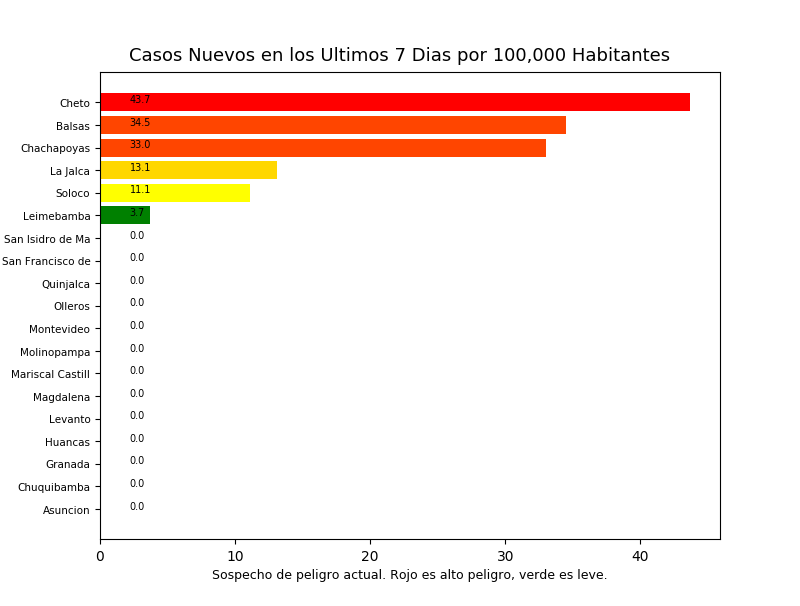 Casos Nuevos en los Ultimos 7 Dias por 100,000 Habitantes
Cheto 43.7
Balsas 34.5
Chachapoyas 33.0
La Jalca 13.1
Soloco 11.1
Leimebamba 3.7
San Isidro de Ma 0.0
San Francisco de 0.0
Quinjalca 0.0
Olleros 0.0
Montevideo 0.0
Molinopampa 0.0
Mariscal Castill 0.0
Magdalena 0.0
Levanto 0.0
Huancas 0.0
Granada 0.0
Chuquibamba 0.0
Asuncion 0.0
0 10 20 30 40
Sospecho de peligro actual. Rojo es alto peligro, verde es leve.